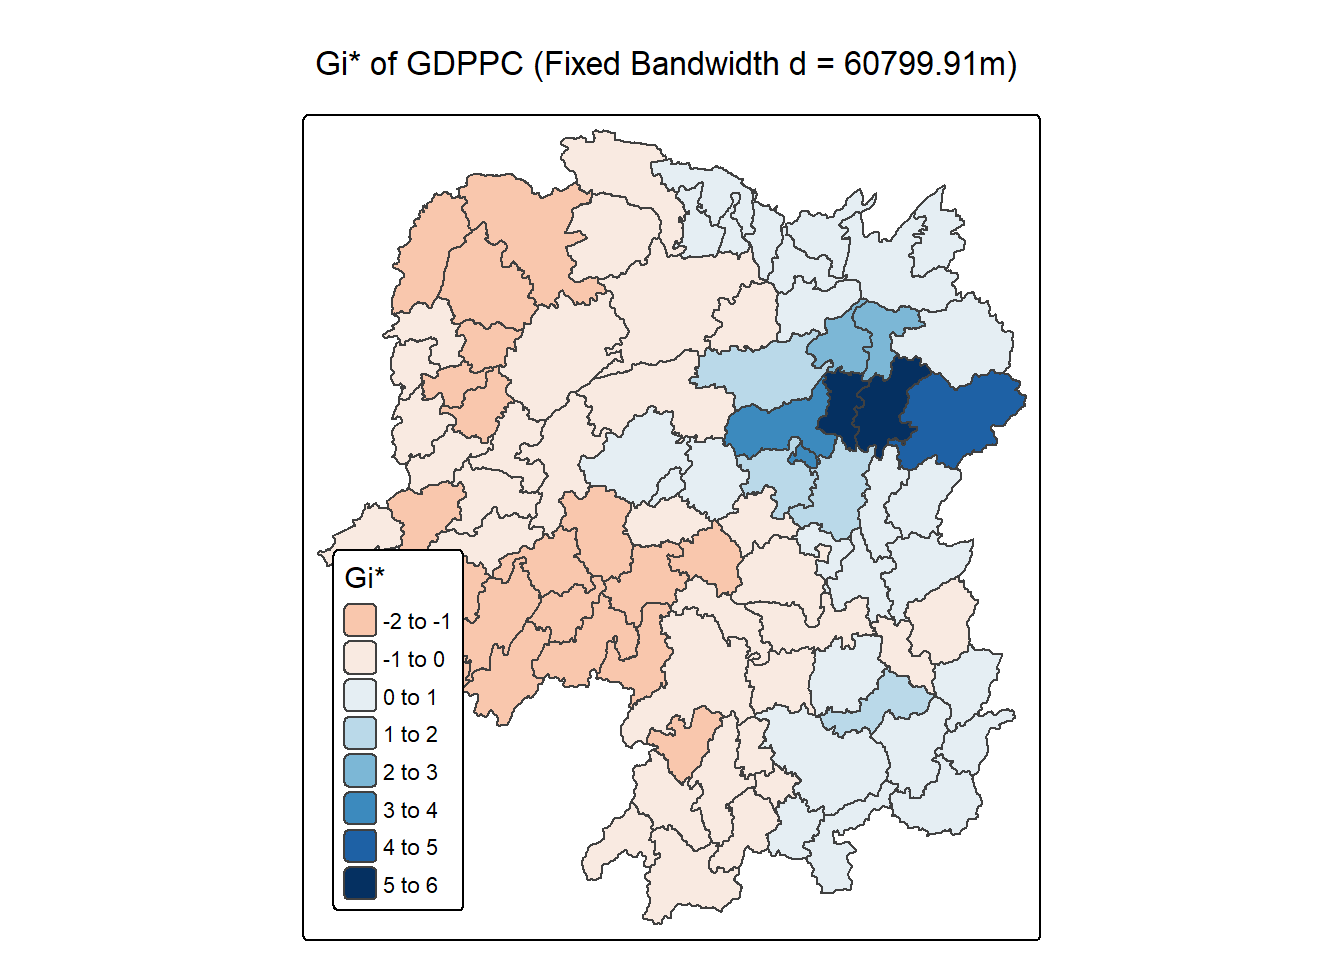 Gi* of GDPPC (Fixed Bandwidth d = 60799.91m)
Gi*
-2 to -1
-1 to 0
0 to 1
1 to 2
2 to 3
3 to 4
4 to 5
5 to 6